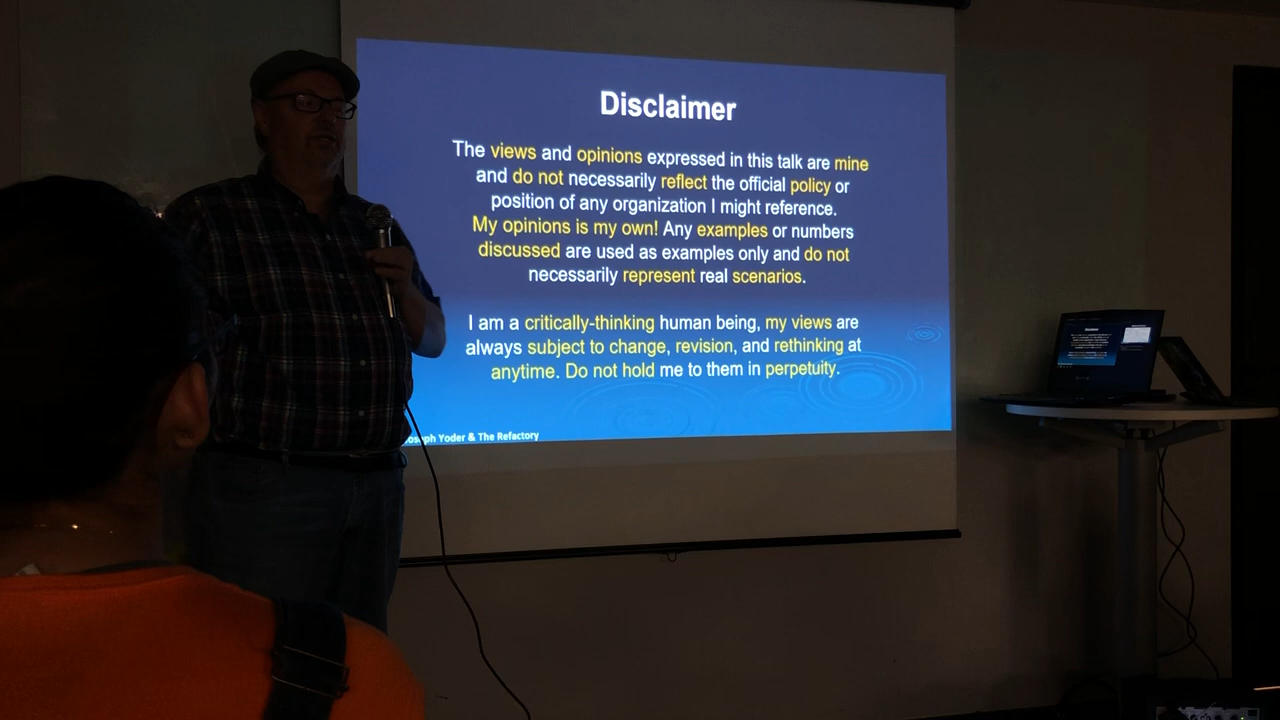 Disclaimer
The views and opinions expressed in this talk are mine
and do not necessarily reflect the official policy or
position of any organization I might reference.
My opinions is my own! Any examples or numbers
discussed are used as examples only and do not
necessarily represent real scenarios.
I am a critically-thinking human being, my views are
always subject to change, revision, and rethinking at
anytime. Do not hold me to them in perpetuity.
Joseph Yoder & The Refactory